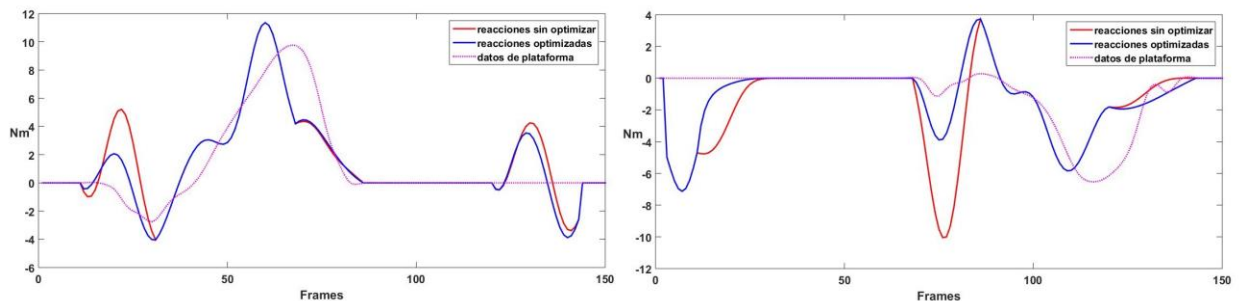 12
10
8
6
4
2
0
-2
-4
-6
Nm
0
50
100
150
Frames
reacciones sin optimizar
reacciones optimizadas
datos de plataforma
4
2
0
-2
-4
-6
-8
-10
-12
Nm
0
50
100
150
Frames
reacciones sin optimizar
reacciones optimizadas
datos de plataforma